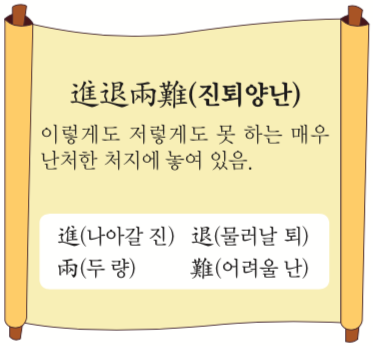 進退兩難(진퇴양난)
이렇게도 저렇게도 못 하는 매우
난처한 처지에 놓여 있음.
進(나아갈 진) 退(물러날 퇴)
兩(두 량) 難(어려울 난)